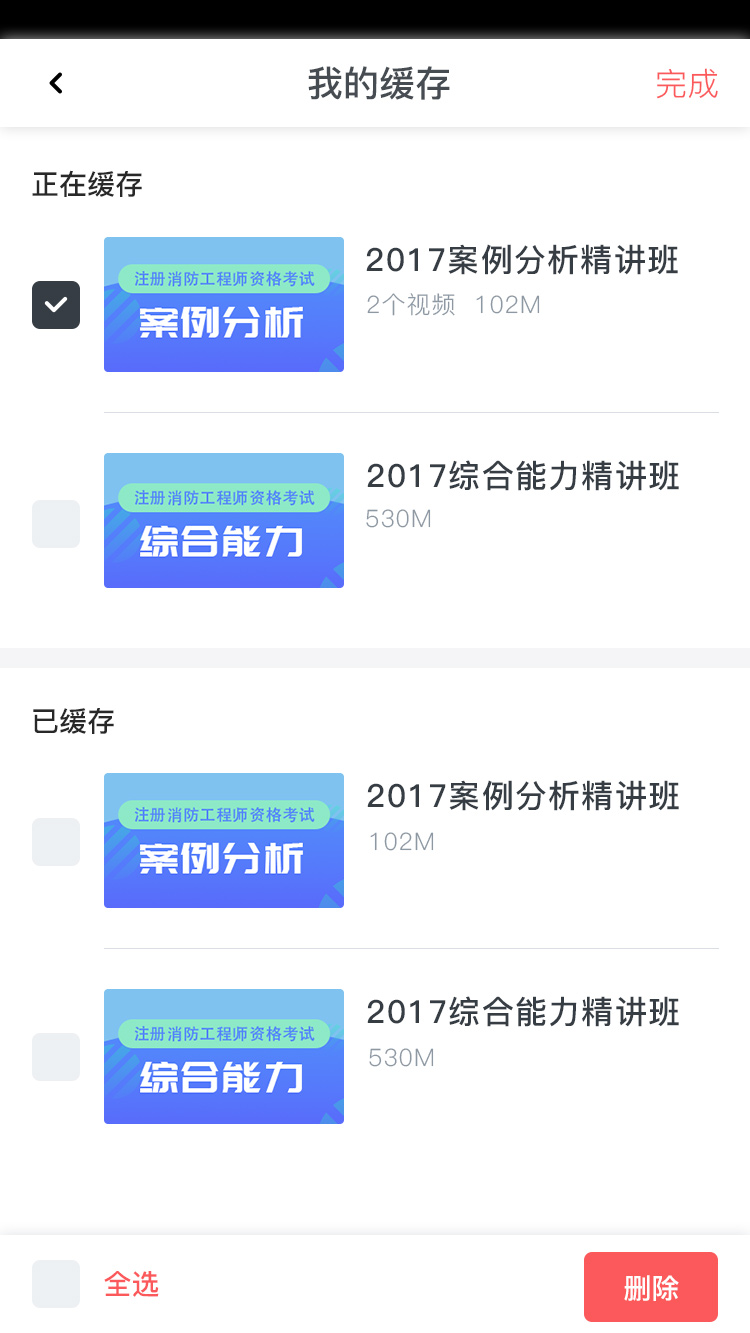 我的缓存
完成
正在缓存
注册消防工程师资格考试
案例分析
2017案例分析精讲班
2个视频 102M
注册消防工程师资格考试
综合能力
2017综合能力精讲班
530M
已缓存
注册消防工程师资格考试
案例分析
2017案例分析精讲班
102M
注册消防工程师资格考试
综合能力
2017综合能力精讲班
530M
全选
删除